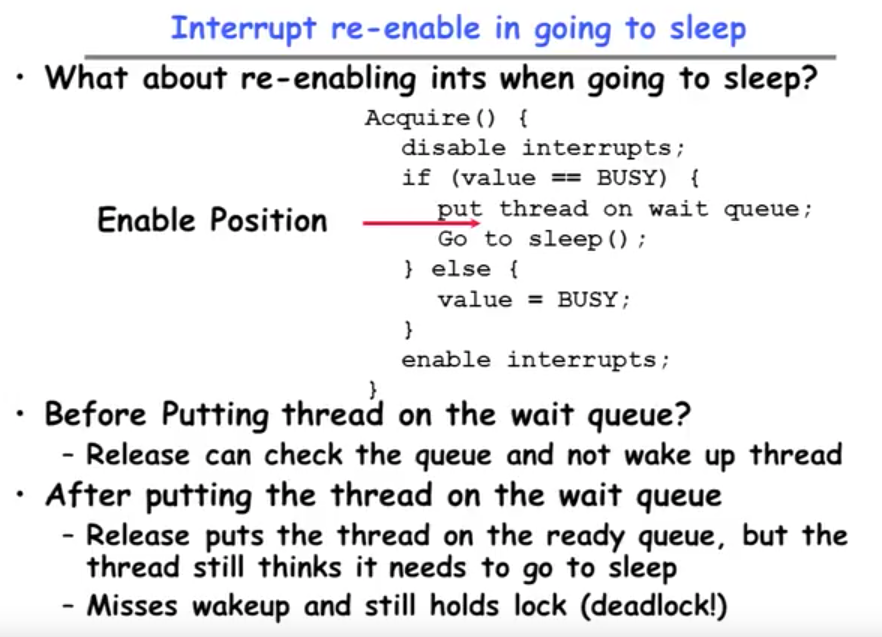 Interrupt re-enable in going to sleep
• What about re-enabling ints when going to sleep?
Acquire() {
disable interrupts;
if (value == BUSY) {
put thread on wait queue;
Enable Position
Go to sleep();
} else {
value = BUSY;
}
enable interrupts;
}
• Before Putting thread on the wait queue?
– Release can check the queue and not wake up thread
• After putting the thread on the wait queue
– Release puts the thread on the ready queue, but the
thread still thinks it needs to go to sleep
– Misses wakeup and still holds lock (deadlock!)